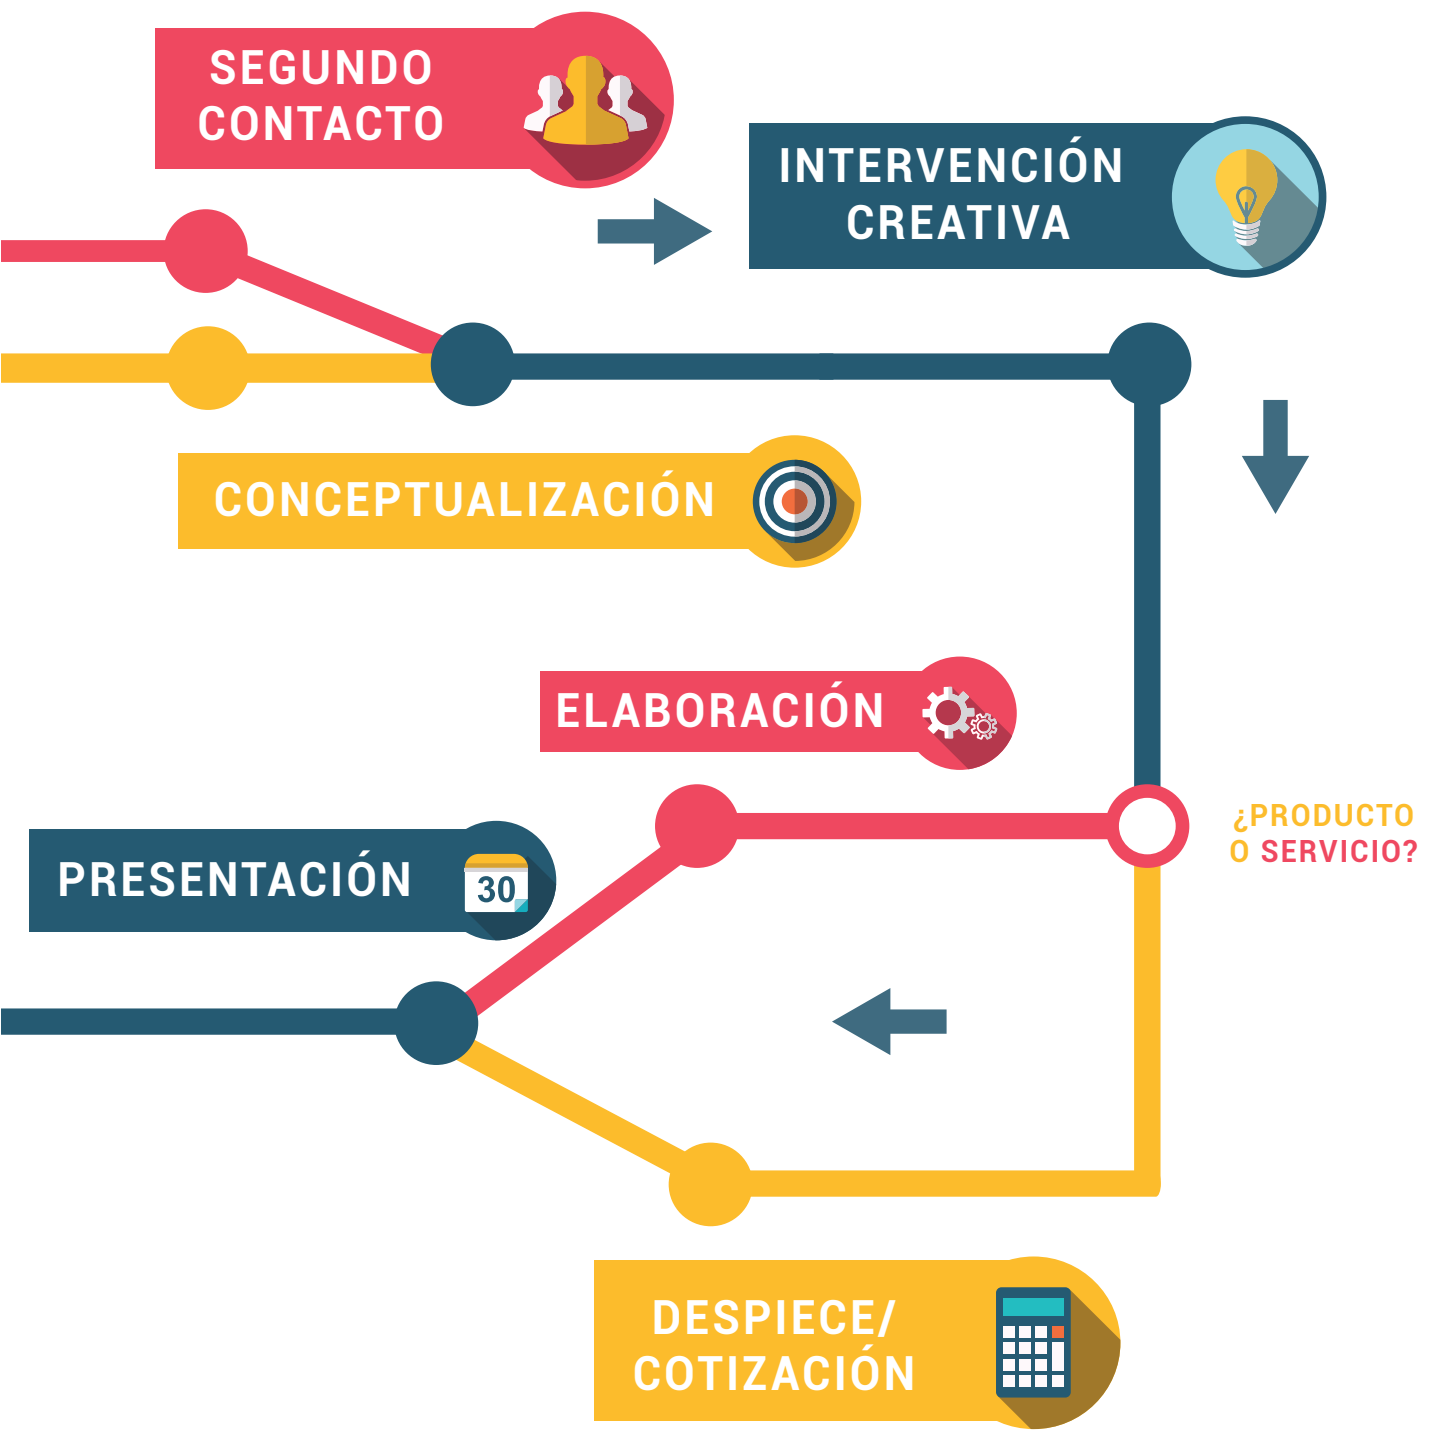 SEGUNDO
CONTACTO
INTERVENCIÓN
CREATIVA
CONCEPTUALIZACIÓN
ELABORACIÓN
¿PRODUCTO
O SERVICIO?
PRESENTACIÓN
30
DESPIECE/
COTIZACIÓN